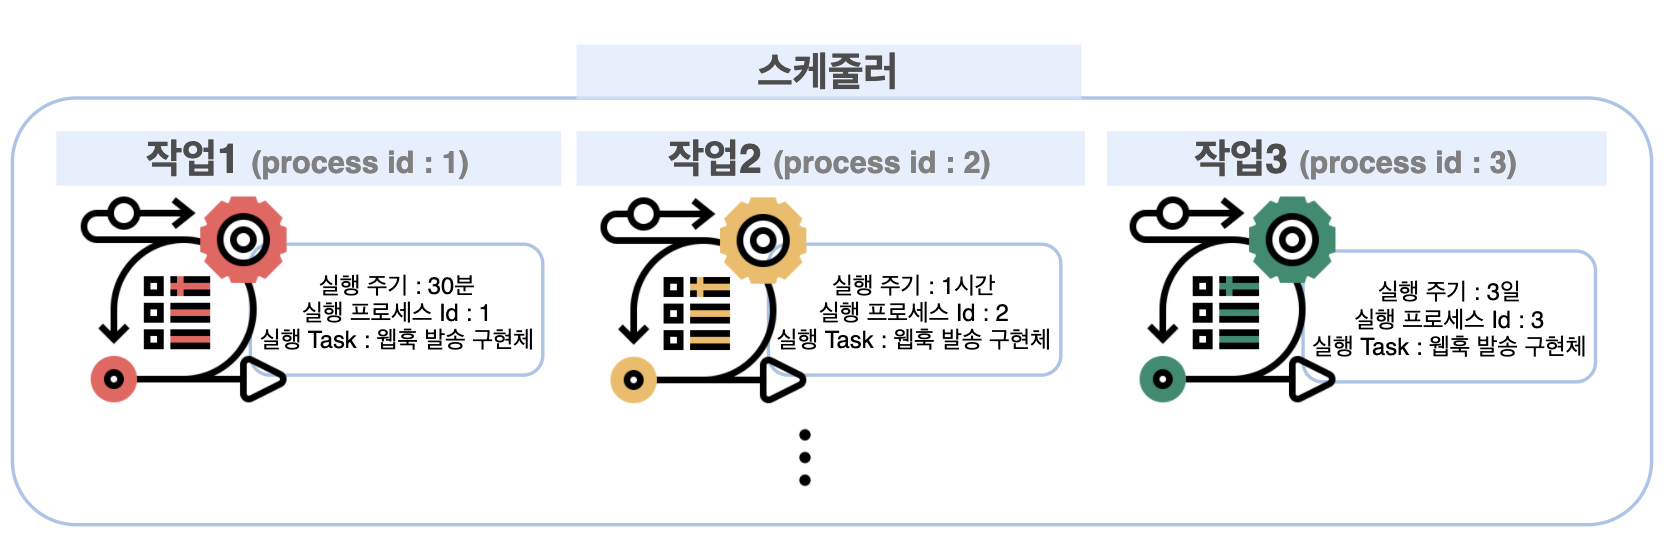 스케줄러
작업1 (process id : 1)
실행 주기 : 30분
실행 프로세스 Id : 1
실행 Task : 웹훅 발송 구현체
작업2 (process id : 2)
실행 주기 : 1시간
실행 프로세스 Id : 2
실행 Task : 웹훅 발송 구현체
작업3 (process id : 3)
실행 주기 : 3일
실행 프로세스 Id : 3
실행 Task : 웹훅 발송 구현체